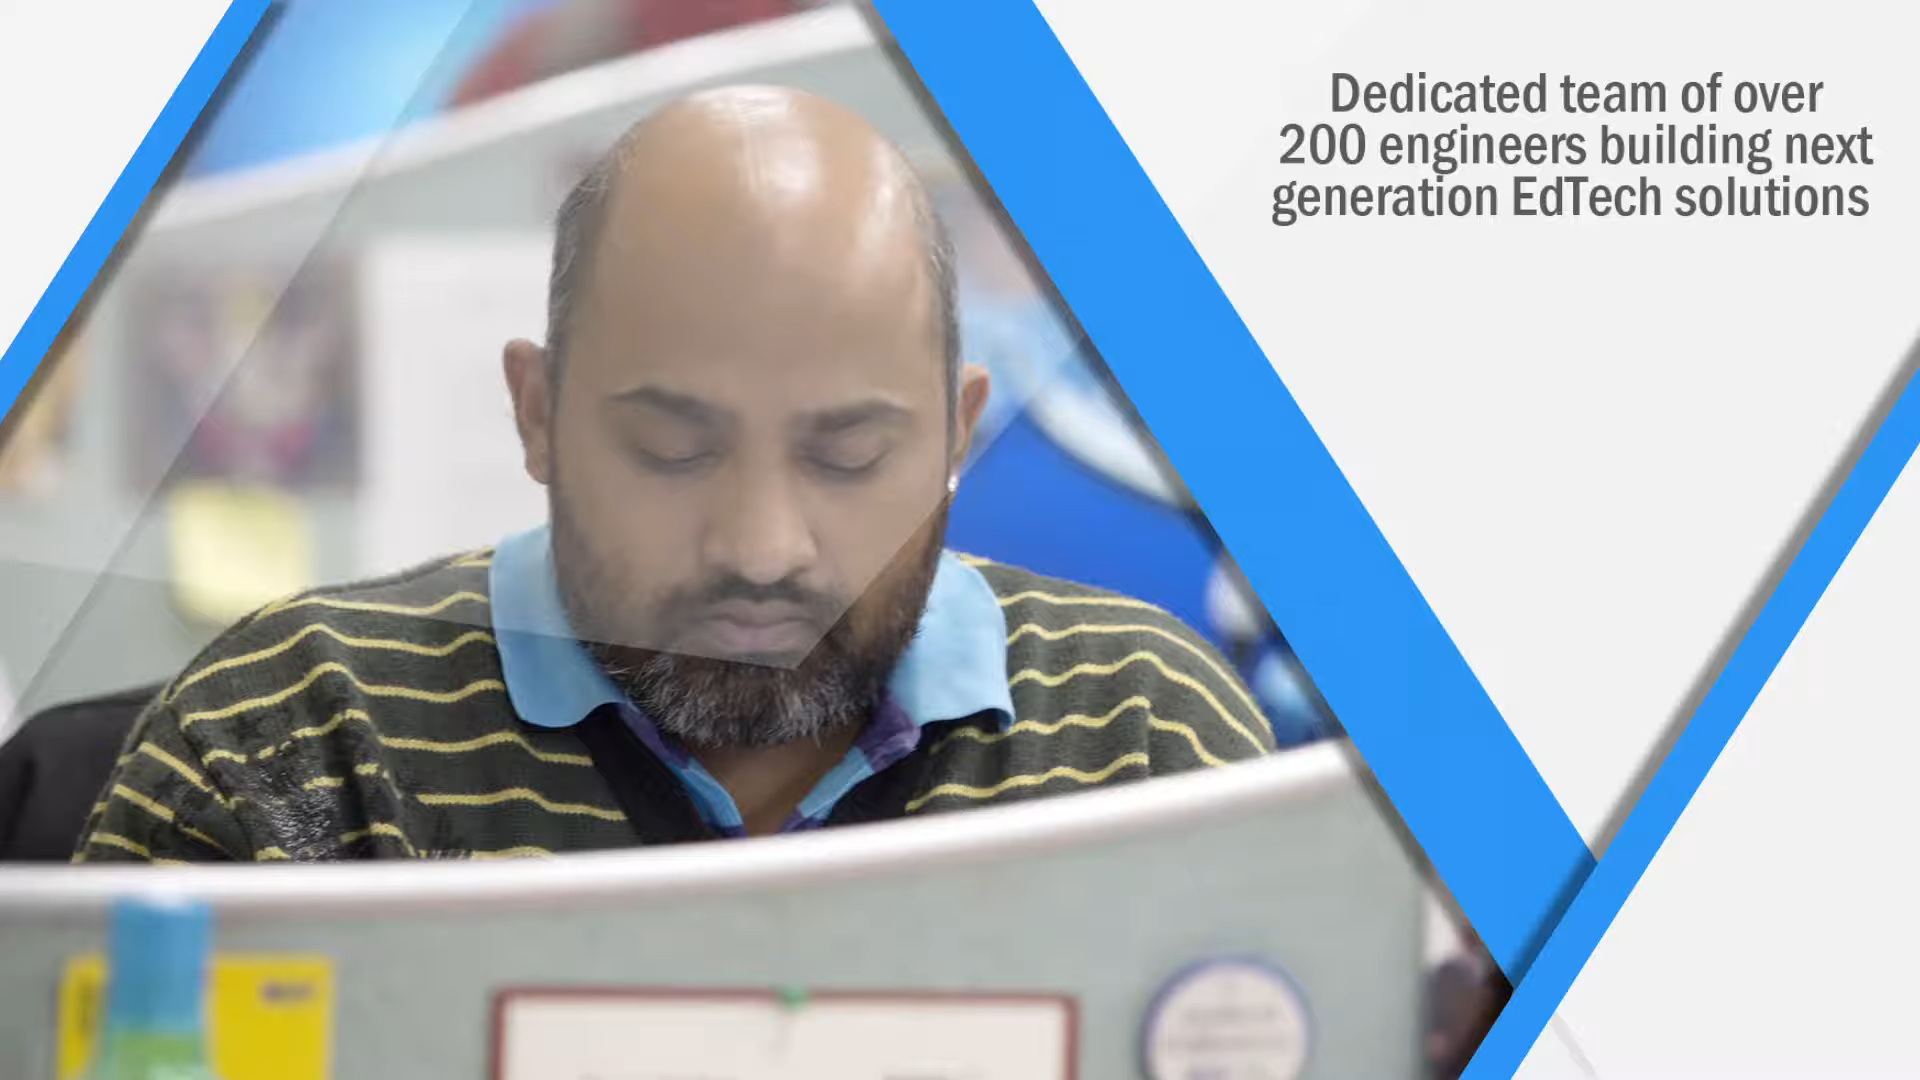 Dedicated team of over
200 engineers building next
generation EdTech solutions